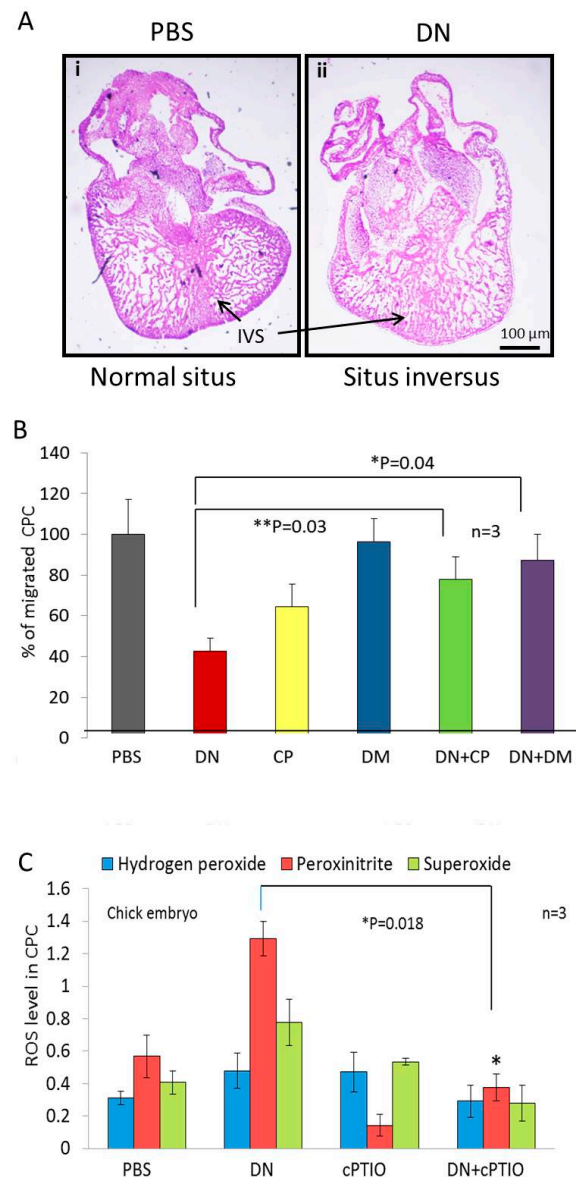 A
PBS
DN
i
ii
IVS
100 µm
Normal situs
Situs inversus
B
140
120
100
80
60
40
20
0
% of migrated CPC
*P=0.04
**P=0.03
n=3
PBS
DN
CP
DM
DN+CP
DN+DM
C
Hydrogen peroxide
Peroxinitrite
Superoxide
1.6
1.4
1.2
1
0.8
0.6
0.4
0.2
0
ROS level in CPC
Chick embryo
*P=0.018
n=3
*
PBS
DN
cPTIO
DN+cPTIO